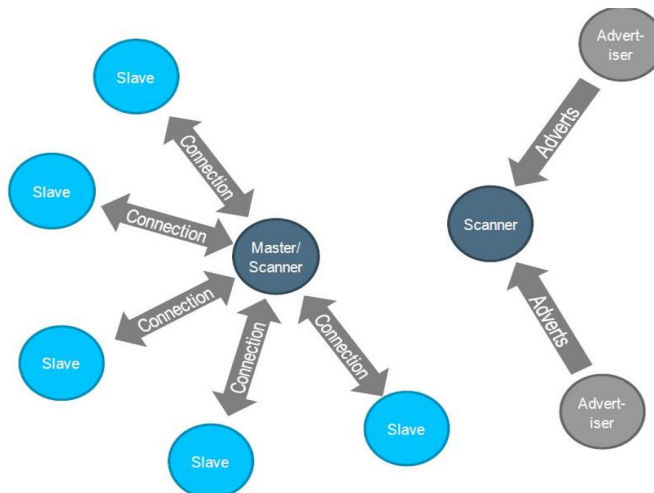 Advert-
iser
Slave
Connection
Adverts
Slave
Connection
Scanner
Master/
Scanner
Connection
Connection
Connection
Adverts
Slave
Advert-
iser
Slave
Slave